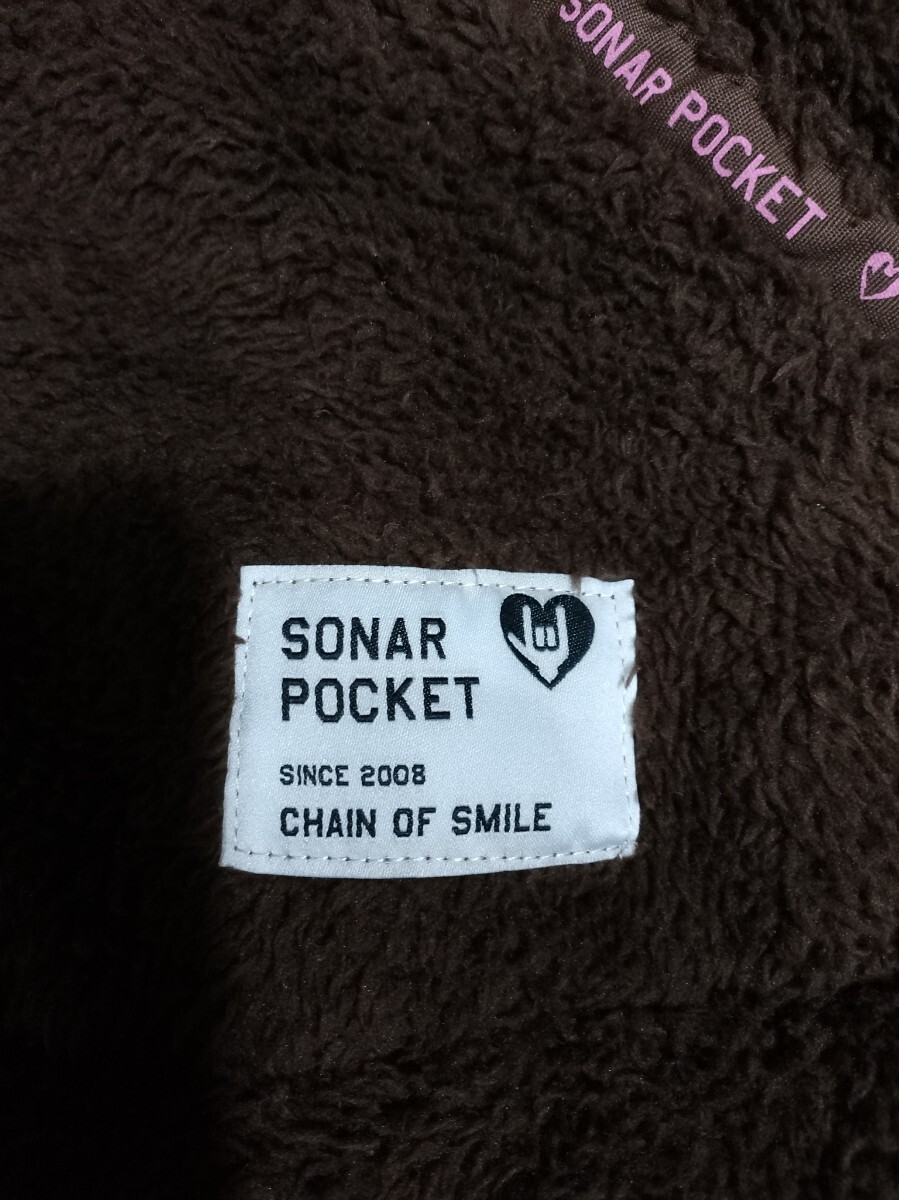 SONAR POCKET
SONAR
POCKET
SINCE 2008
CHAIN OF SMILE